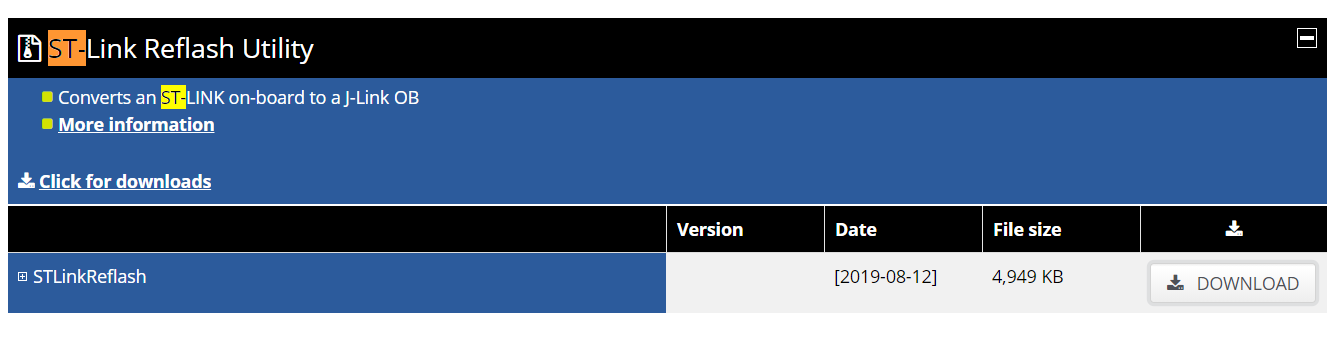 ST-Link Reflash Utility
Converts an ST-LINK on-board to a J-Link OB
More information
Click for downloads
Version Date File size
STLinkReflash [2019-08-12] 4,949 KB DOWNLOAD